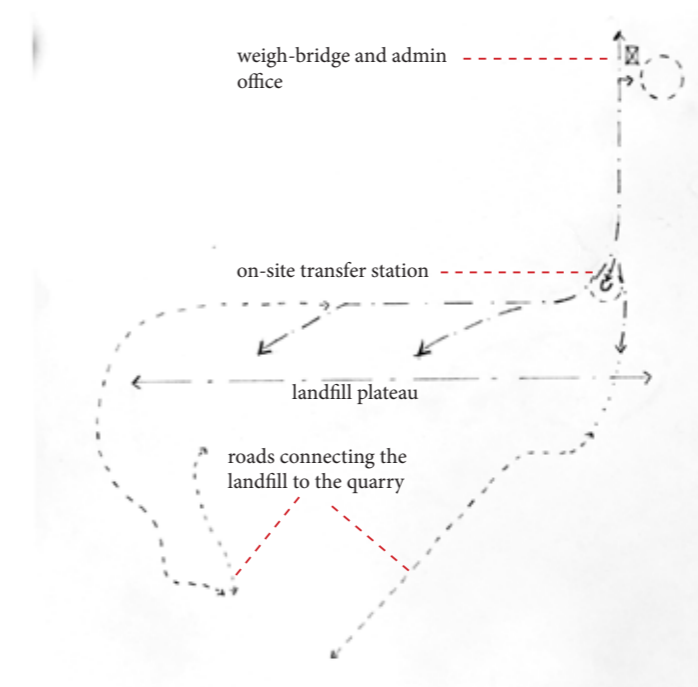 weigh-bridge and admin
office
on-site transfer station
landfill plateau
roads connecting the
landfill to the quarry